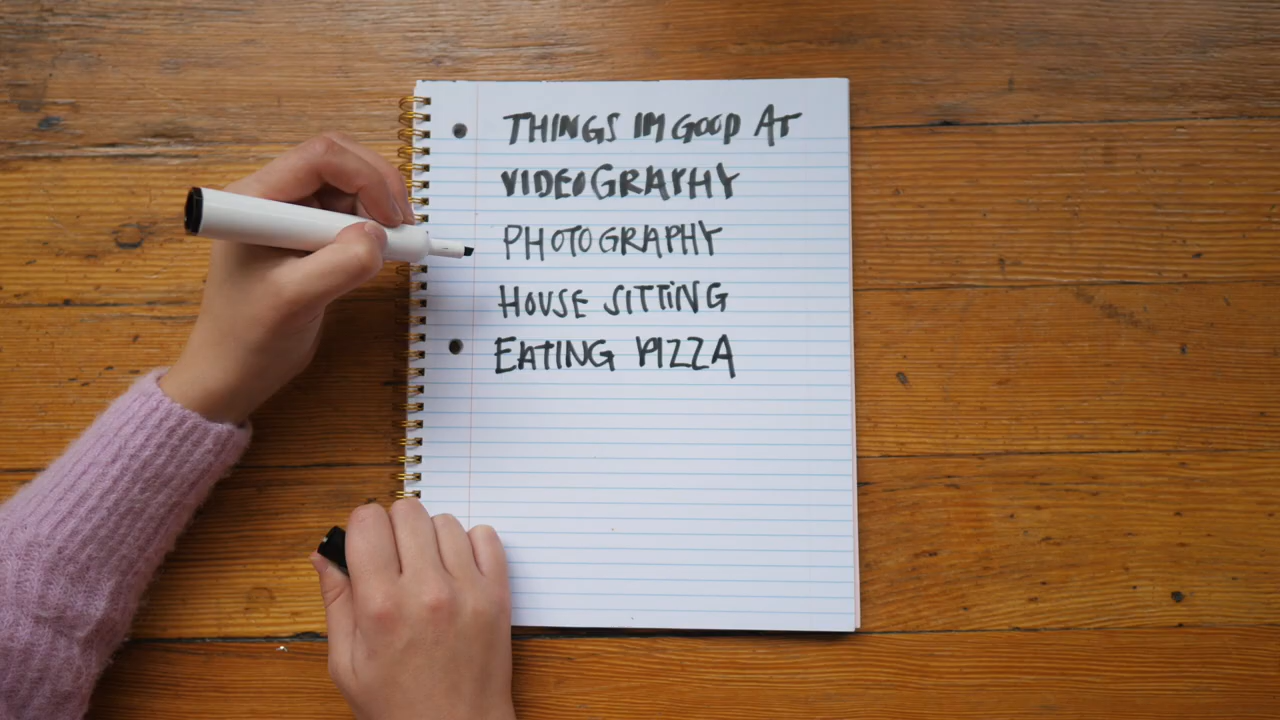 THINGS IM GOOD AT
VIDEOGRAPHY
PHOTOGRAPHY
HOUSE SITTING
EATING PIZZA